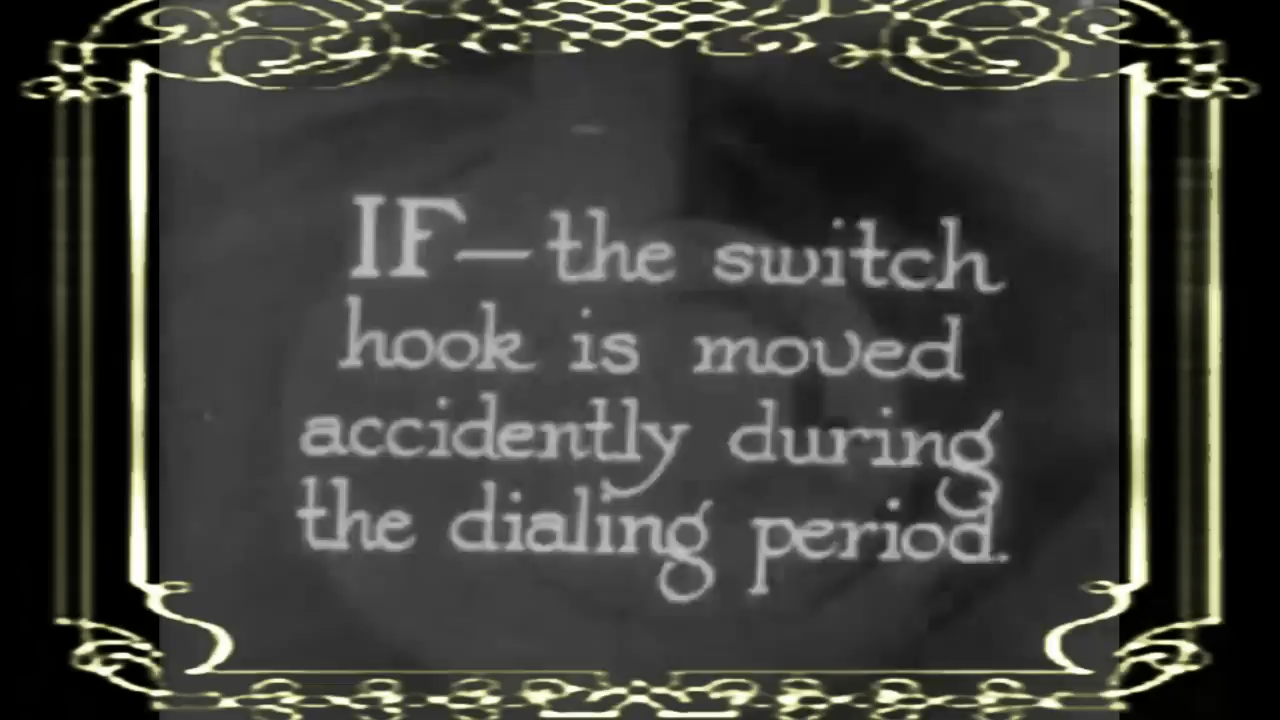 IF—the switch
hook is moved
accidently during
the dialing period.